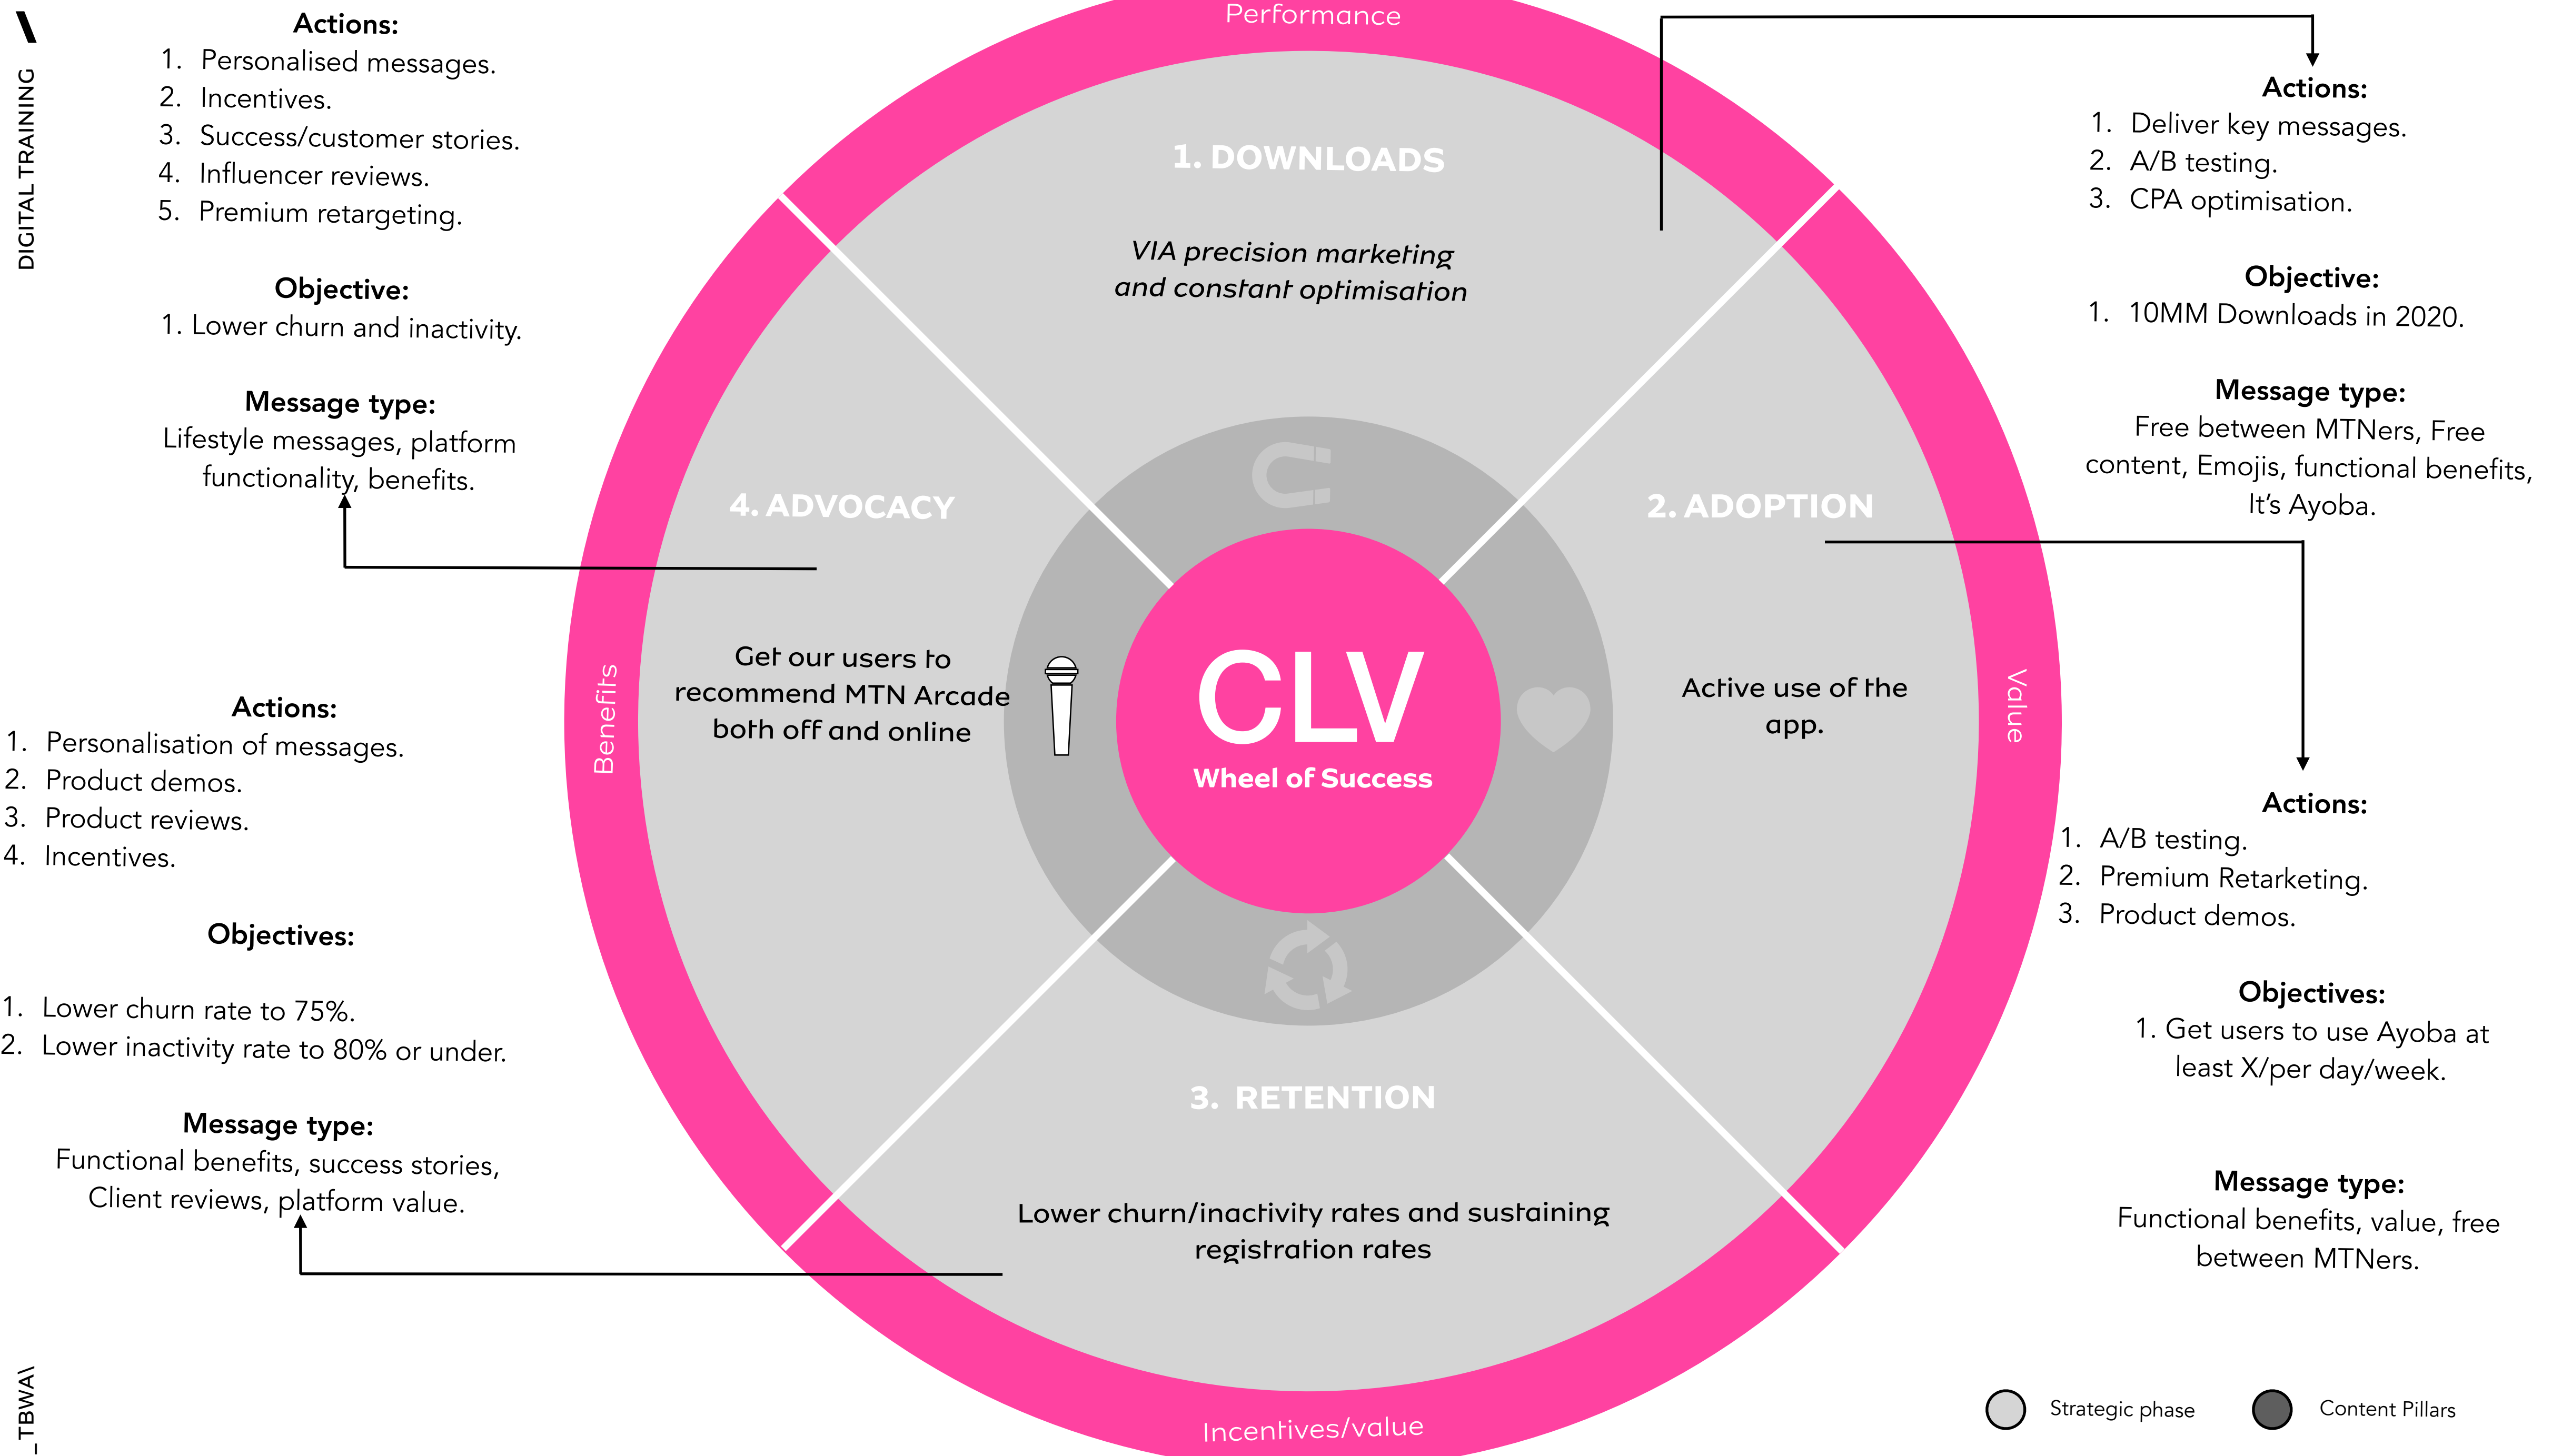 \
DIGITAL TRAINING
Actions:
1. Personalised messages.
2. Incentives.
3. Success/customer stories.
4. Influencer reviews.
5. Premium retargeting.
Objective:
1. Lower churn and inactivity.
Message type:
Lifestyle messages, platform
functionality, benefits.
Actions:
1. Personalisation of messages.
2. Product demos.
3. Product reviews.
4. Incentives.
Objectives:
1. Lower churn rate to 75%.
2. Lower inactivity rate to 80% or under.
Message type:
Functional benefits, success stories,
Client reviews, platform value.
_TBWA\
Performance
1. DOWNLOADS
VIA precision marketing
and constant optimisation
4. ADVOCACY
Get our users to
recommend MTN Arcade
both off and online
Benefits
CLV
Wheel of Success
2. ADOPTION
Active use of the
app.
Value
3. RETENTION
Lower churn/inactivity rates and sustaining
registration rates
Incentives/value
Actions:
1. Deliver key messages.
2. A/B testing.
3. CPA optimisation.
Objective:
1. 10MM Downloads in 2020.
Message type:
Free between MTNers, Free
content, Emojis, functional benefits,
It's Ayoba.
Actions:
1. A/B testing.
2. Premium Retarketing.
3. Product demos.
Objectives:
1. Get users to use Ayoba at
least X/per day/week.
Message type:
Functional benefits, value, free
between MTNers.
Strategic phase
Content Pillars